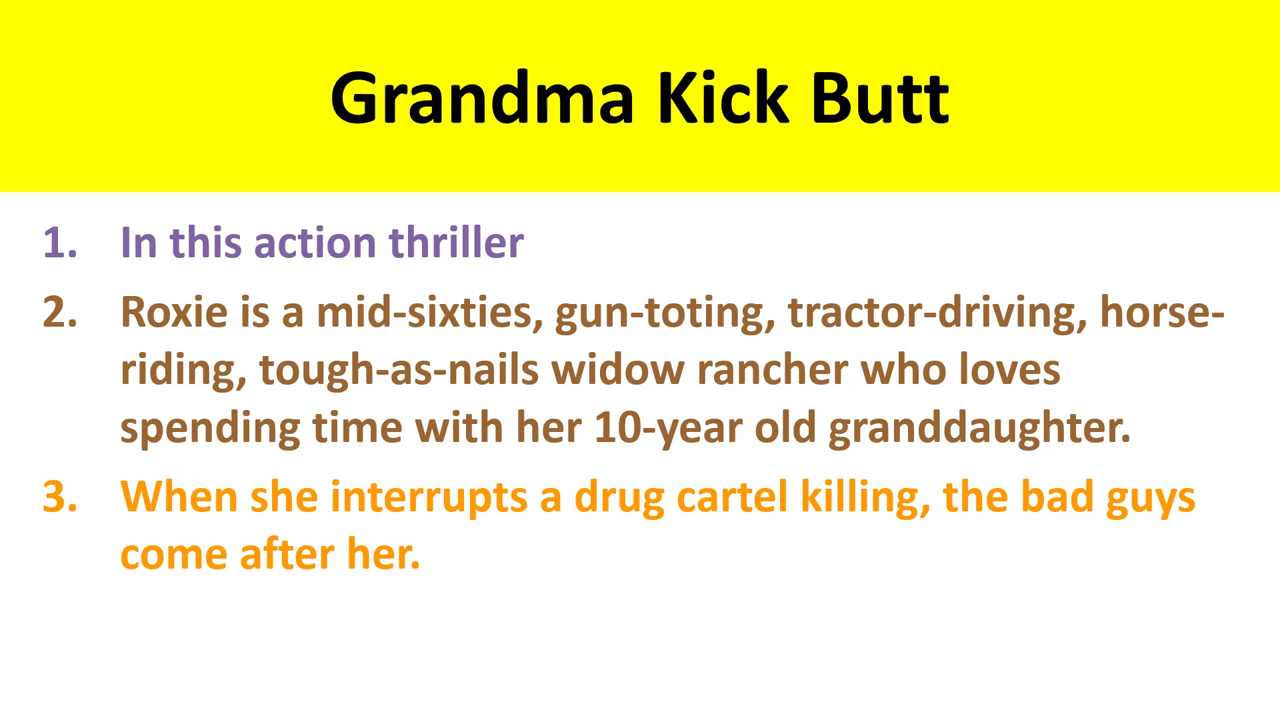 Grandma Kick Butt
1. In this action thriller
2. Roxie is a mid-sixties, gun-toting, tractor-driving, horse-
riding, tough-as-nails widow rancher who loves
spending time with her 10-year old granddaughter.
3. When she interrupts a drug cartel killing, the bad guys
come after her.